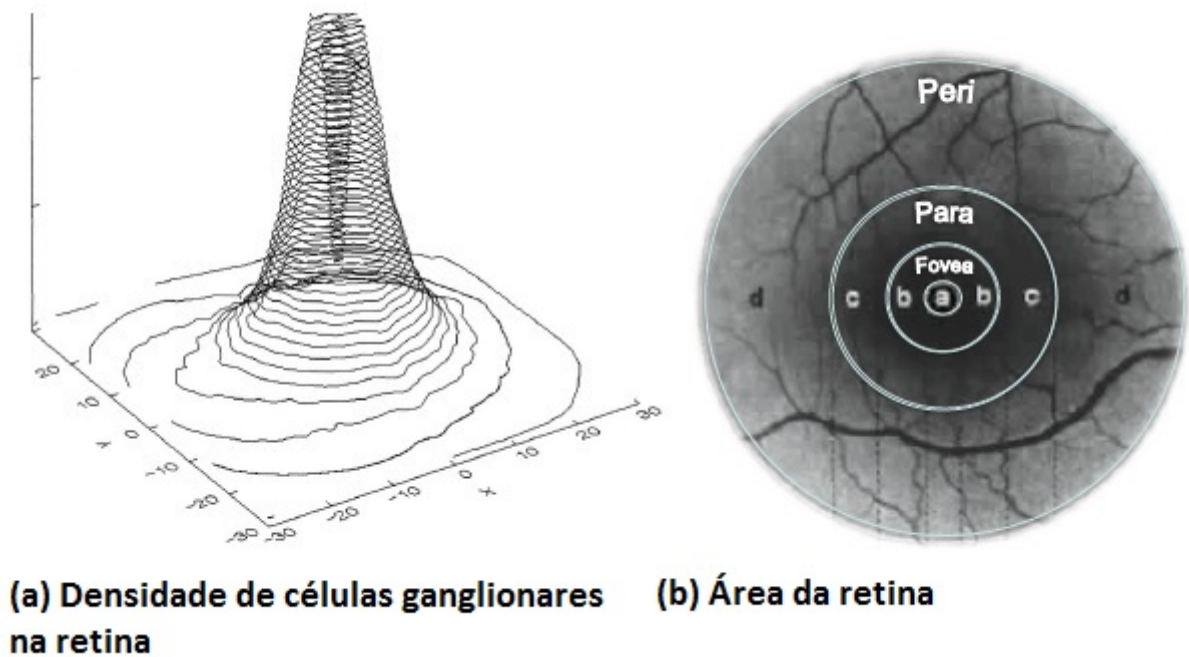 20
10
0
-10
-20
-30
Y
-30
-20
-10
0
10
20
30
X
Peri
Para
Fovea
d c b a b c d
(a) Densidade de células ganglionares
na retina
(b) Área da retina